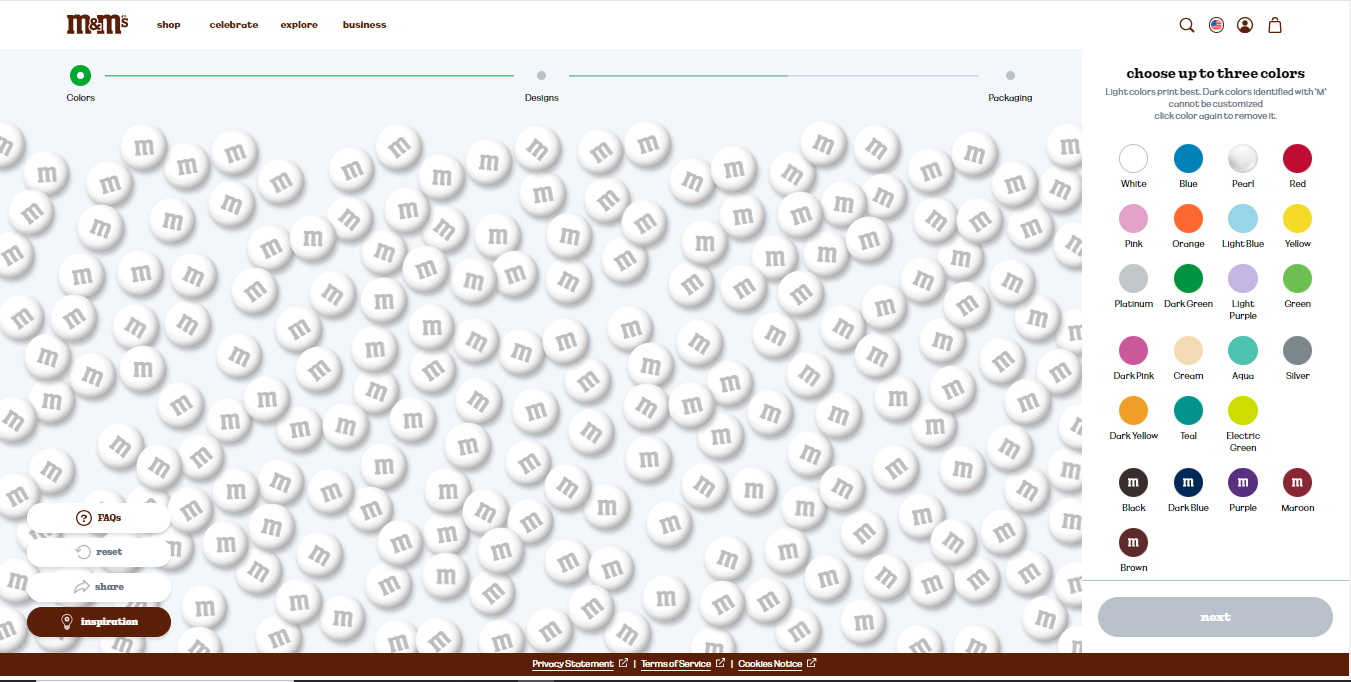 m&m's
shop celebrate explore business
Colors Designs Packaging
choose up to three colors
Light colors print best. Dark colors identified with 'M'
cannot be customized
click color again to remove it.
White Blue Pearl Red
Pink Orange Light Blue Yellow
Platinum Dark Green Light Green
Purple
Dark Pink Cream Aqua Silver
Dark Yellow Teal Electric
Green
m m m m
Black Dark Blue Purple Maroon
m
Brown
FAQs
reset
share
inspiration
next
Privacy Statement | Terms of Service | Cookies Notice